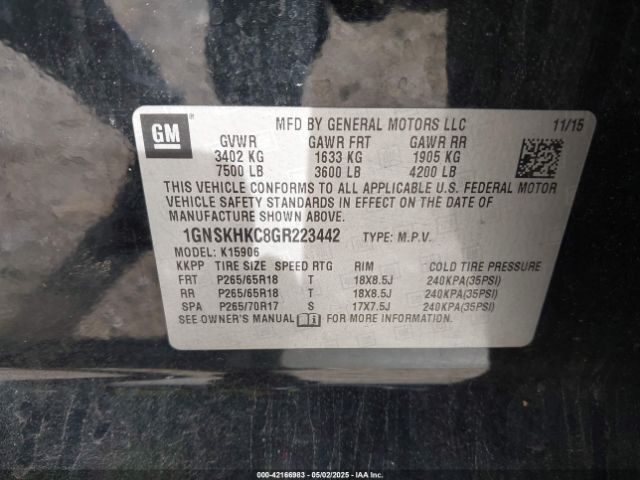 GM
MFD BY GENERAL MOTORS LLC 11/15
GVWR GAWR FRT GAWR RR
3402 KG 1633 KG 1905 KG
7500 LB 3600 LB 4200 LB
THIS VEHICLE CONFORMS TO ALL APPLICABLE U.S. FEDERAL MOTOR
VEHICLE SAFETY STANDARDS IN EFFECT ON THE DATE OF
MANUFACTURE SHOWN ABOVE.
1GNSKHKC8GR223442 TYPE: M.P.V.
MODEL: K15906
KKPP TIRE SIZE SPEED RTG RIM COLD TIRE PRESSURE
FRT P265/65R18 T 18X8.5J 240KPA(35PSI)
RR P265/65R18 T 18X8.5J 240KPA(35PSI)
SPA P265/70R17 S 17X7.5J 240KPA(35PSI)
SEE OWNER'S MANUAL FOR MORE INFORMATION.
000-42166983 - 05/02/2025 - IAA Inc.